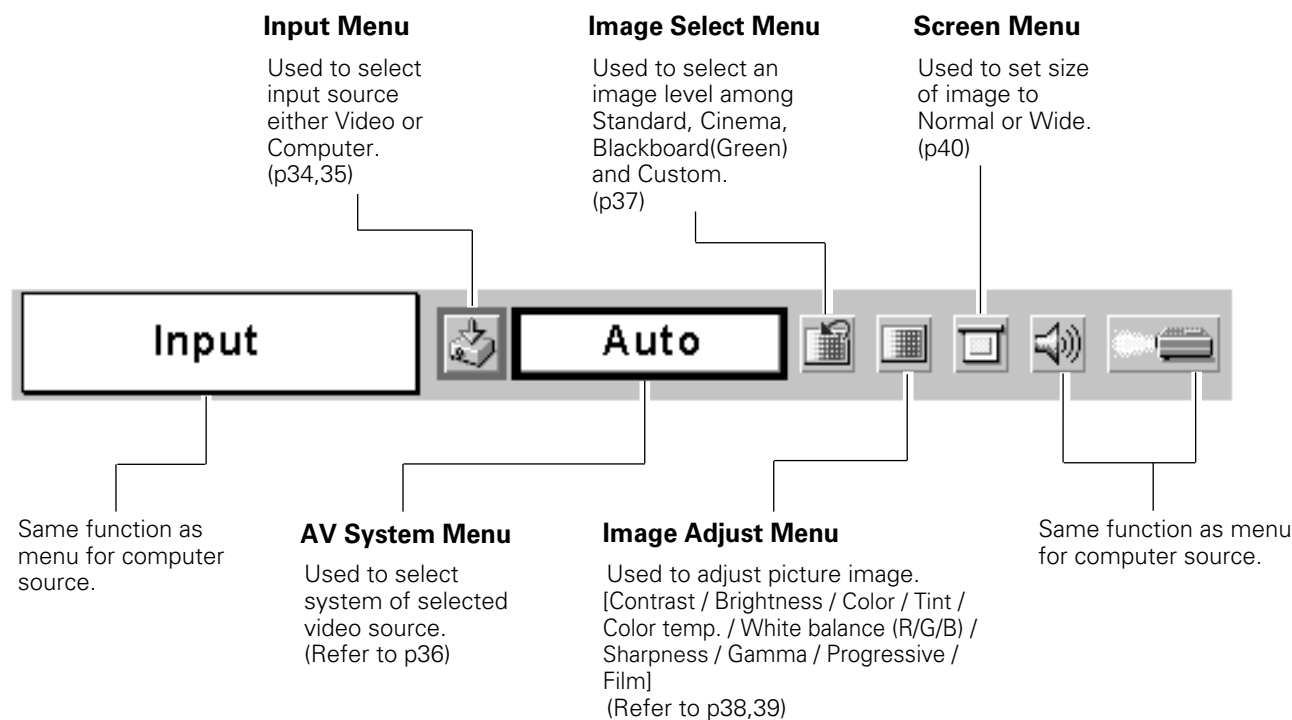 Input Menu
Used to select
input source
either Video or
Computer.
(p34,35)
Image Select Menu
Used to select an
image level among
Standard, Cinema,
Blackboard(Green)
and Custom.
(p37)
Screen Menu
Used to set size
of image to
Normal or Wide.
(p40)
Input
Auto
Same function as
menu for computer
source.
AV System Menu
Used to select
system of selected
video source.
(Refer to p36)
Image Adjust Menu
Used to adjust picture image.
[Contrast / Brightness / Color / Tint /
Color temp. / White balance (R/G/B) /
Sharpness / Gamma / Progressive /
Film]
(Refer to p38,39)
Same function as menu
for computer source.